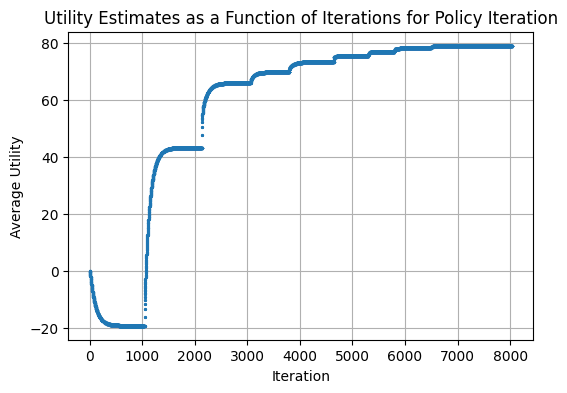 Utility Estimates as a Function of Iterations for Policy Iteration
80
60
40
20
0
−20
Average Utility
0 1000 2000 3000 4000 5000 6000 7000 8000
Iteration